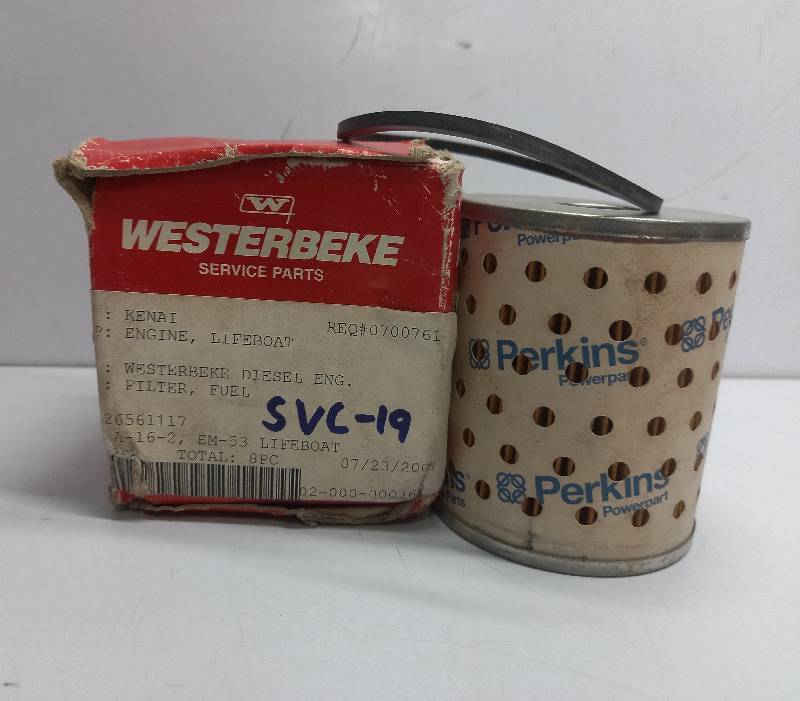 W
WESTERBEKE
SERVICE PARTS
: KENAI
REQ#0700761
P: ENGINE, LIFEBOAT
: WESTERBEKE DIESEL ENG.
: FILTER, FUEL
26561117
SVC-19
A-16-2, EM-53 LIFEBOAT
TOTAL: 8PC
07/23/200
02-000-00036
Perkins
Powerpart
Perkins
Powerpart
Perkins
Powerpart